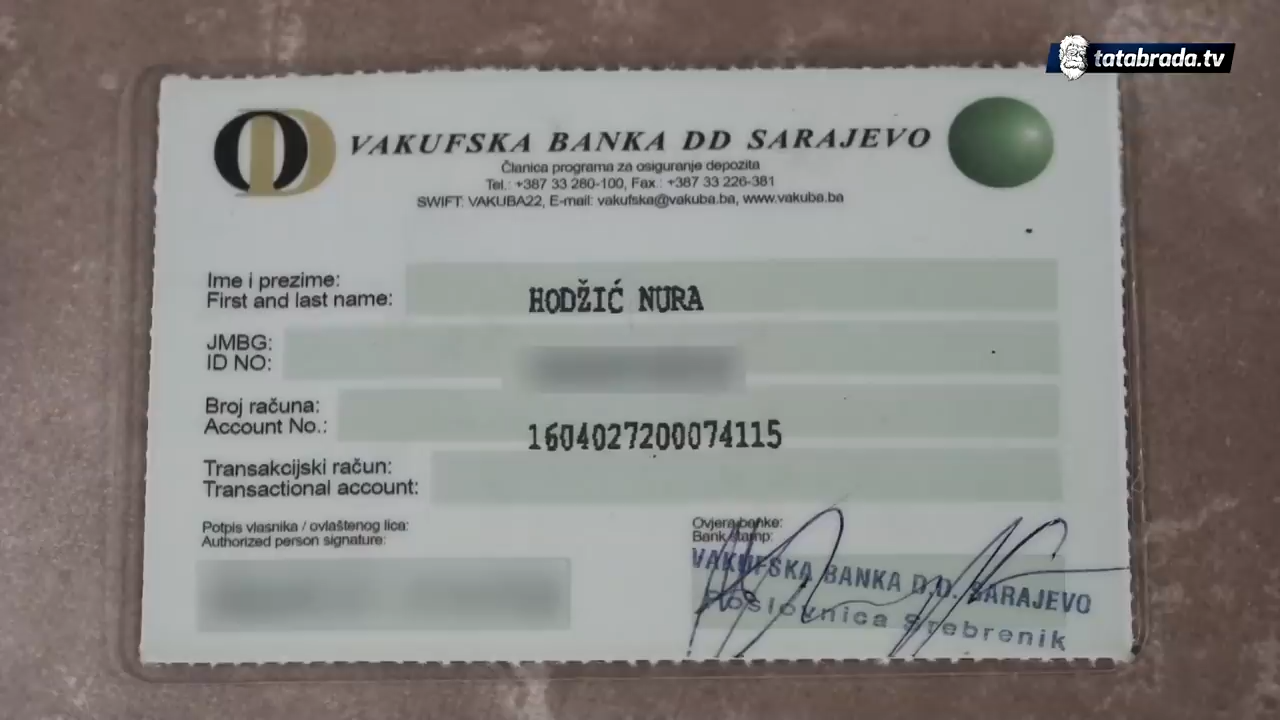 tatabrada.tv
VAKUFSKA BANKA DD SARAJEVO
Članica programa za osiguranje depozita
Tel.: +387 33 280-100, Fax.: +387 33 226-381
SWIFT: VAKUBA22, E-mail: vakufska@vakuba.ba, www.vakuba.ba
Ime i prezime:
First and last name:
HODŽIĆ NURA
JMBG:
ID NO:
Broj računa:
Account No.:
1604027200074115
Transakcijski račun:
Transactional account:
Potpis vlasnika / ovlaštenog lica:
Authorized person signature:
Ovjera banke:
Bank stamp:
VAKUFSKA BANKA D.D. SARAJEVO
Poslovnica Srebrenik